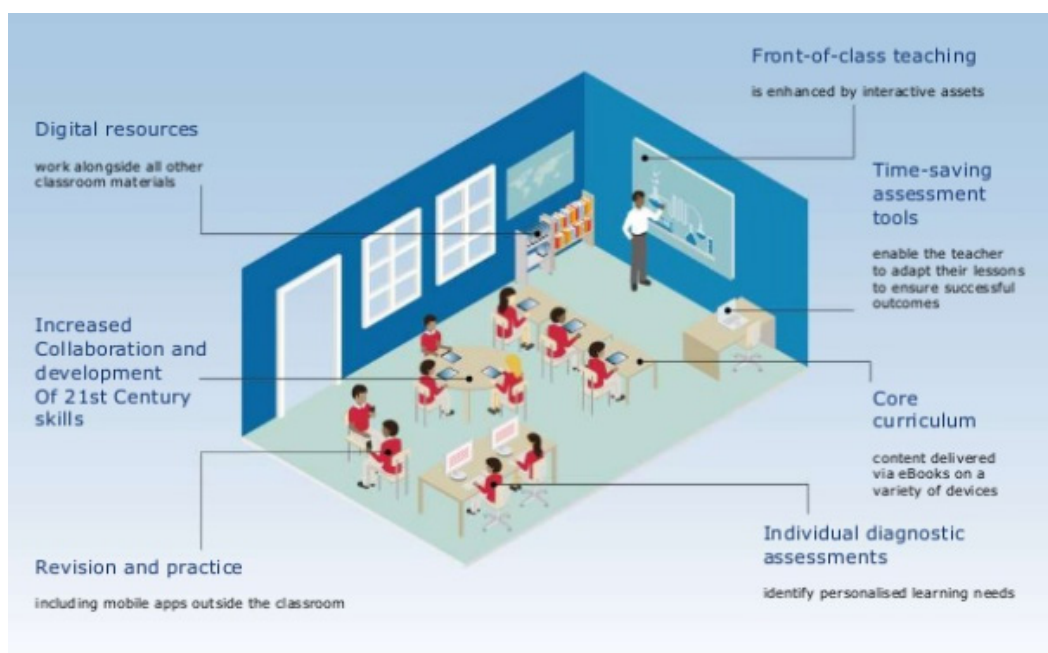 Front-of-class teaching
is enhanced by interactive assets
Digital resources
work alongside all other
classroom materials
Time-saving
assessment
tools
enable the teacher
to adapt their lessons
to ensure successful
outcomes
Increased
Collaboration and
development
Of 21st Century
skills
Core
curriculum
content delivered
via eBooks on a
variety of devices
Individual diagnostic
assessments
identify personalised learning needs
Revision and practice
including mobile apps outside the classroom